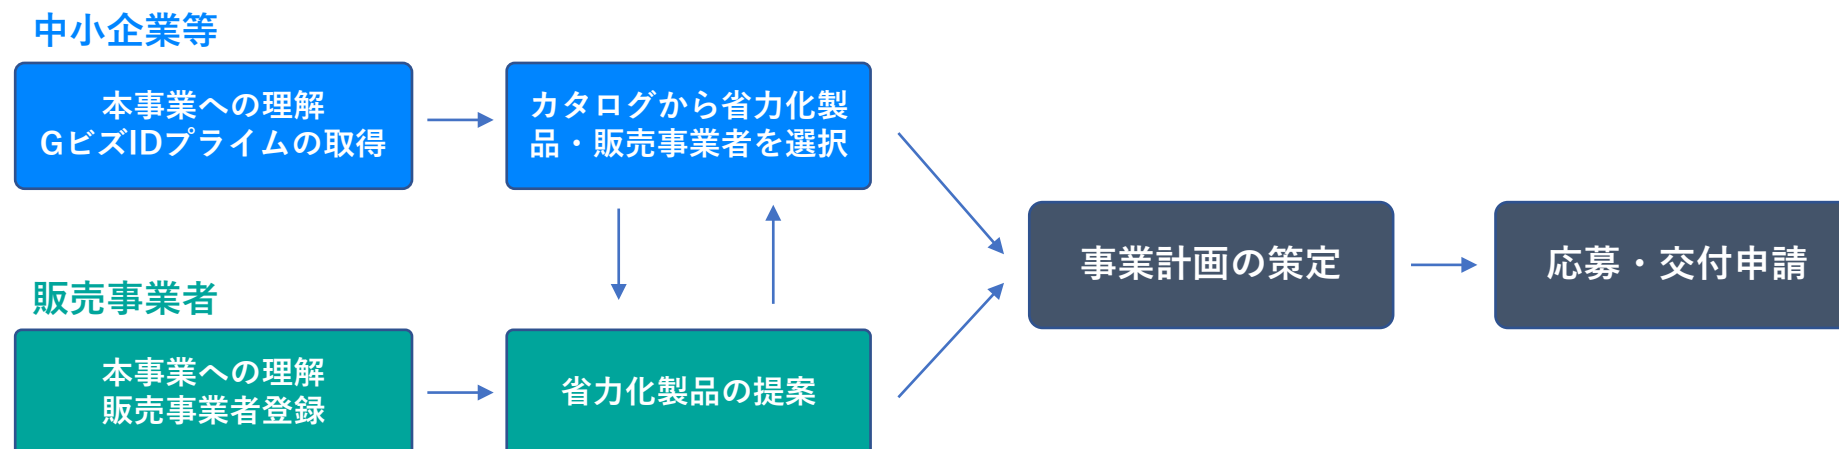 中小企業等
本事業への理解
GビズIDプライムの取得
カタログから省力化製
品・販売事業者を選択
販売事業者
本事業への理解
販売事業者登録
省力化製品の提案
事業計画の策定
応募・交付申請